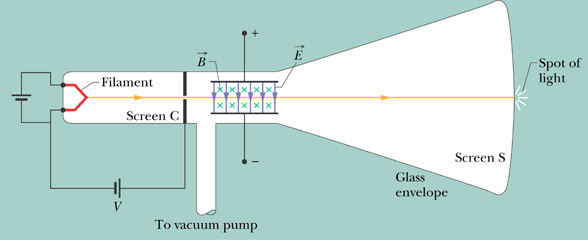 +
B
E
Filament
Spot of
light
× × × × ×
Screen C
× × × × ×
−
Screen S
V
Glass
envelope
To vacuum pump